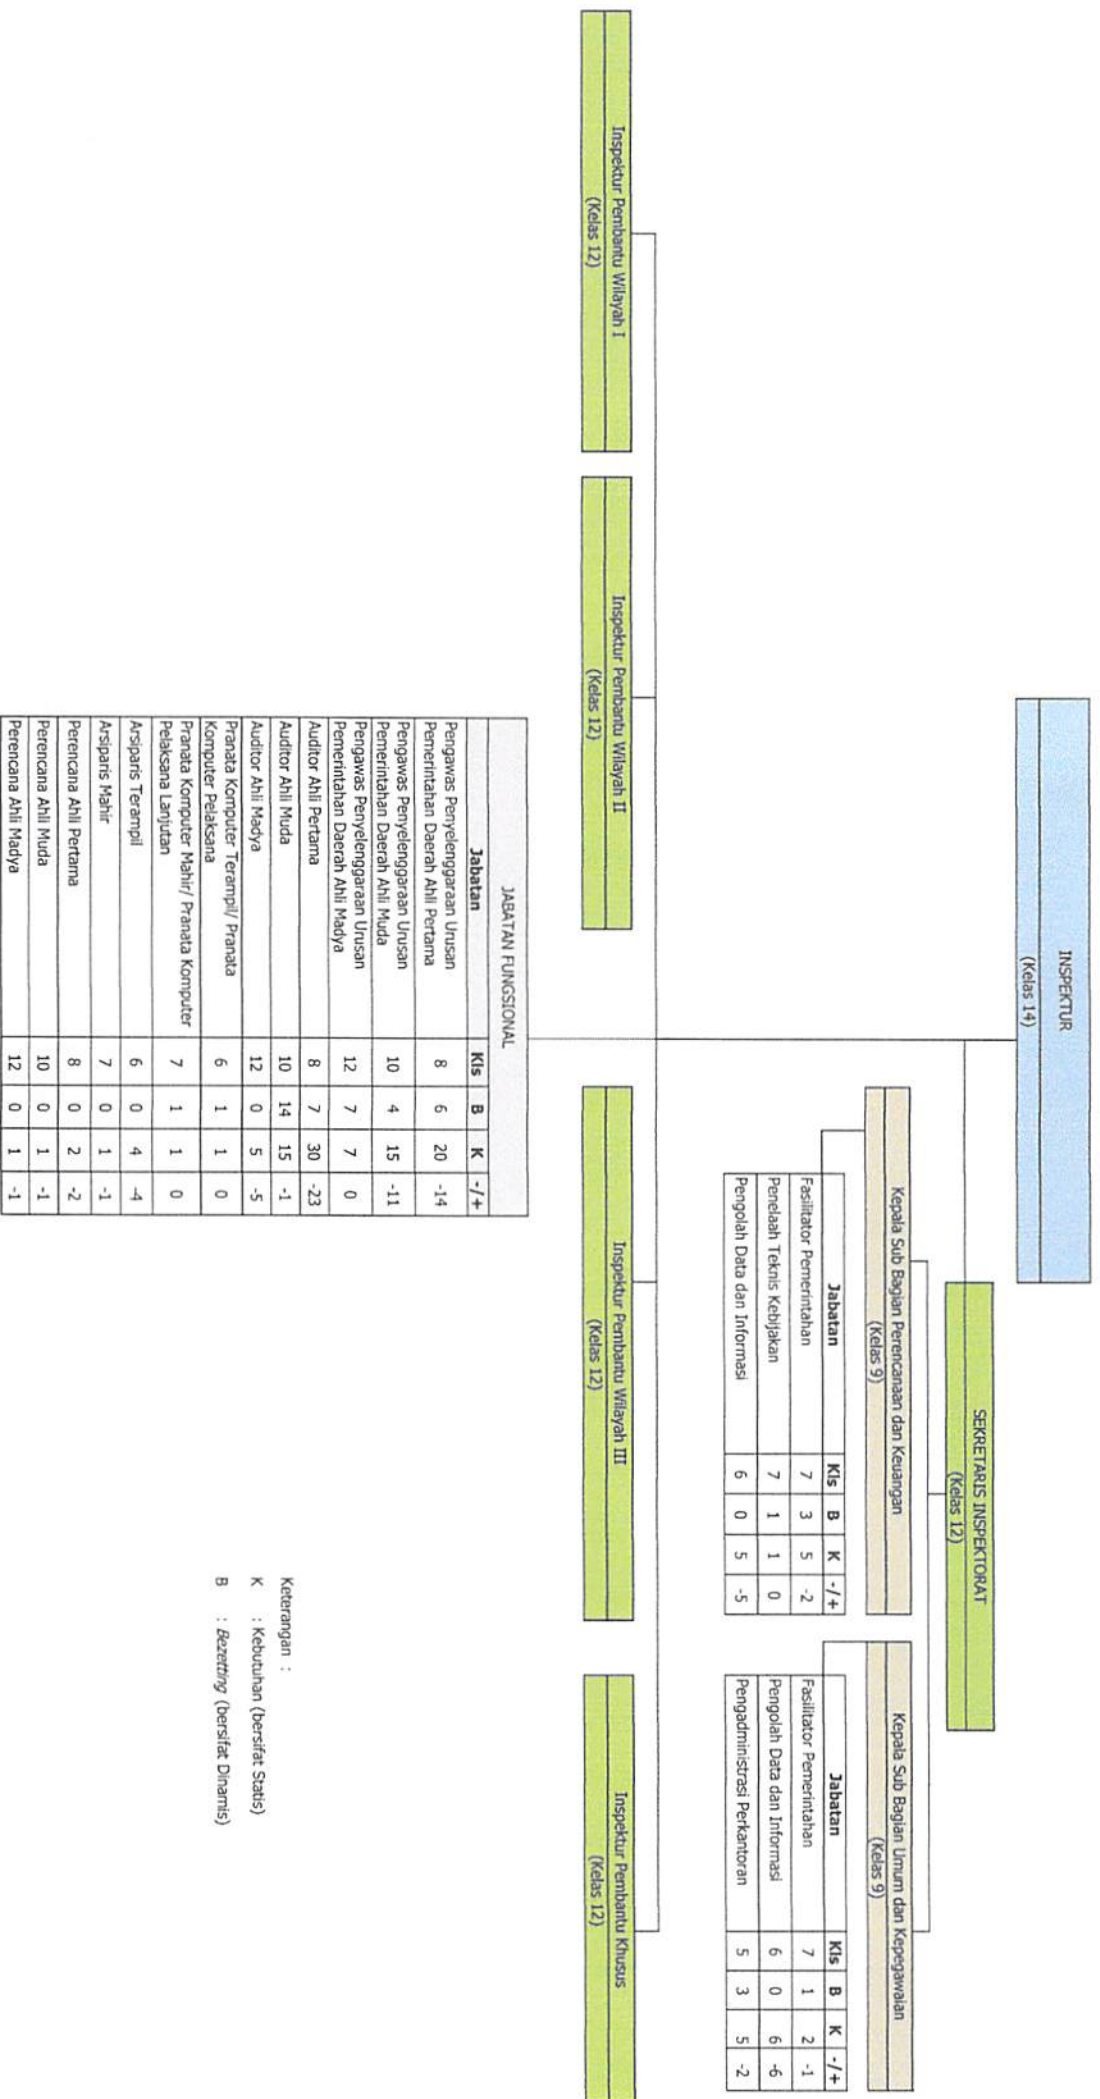 INSPEKTUR
(Kelas 14)
SEKRETARIS INSPEKTORAT
(Kelas 12)
Kepala Sub Bagian Perencanaan dan Keuangan
(Kelas 9)
Jabatan Kls B K -/+
Fasilitator Pemerintahan 7 3 5 -2
Penelaah Teknis Kebijakan 7 1 1 0
Pengolah Data dan Informasi 6 0 5 -5
Kepala Sub Bagian Umum dan Kepegawaian
(Kelas 9)
Jabatan Kls B K -/+
Fasilitator Pemerintahan 7 1 2 -1
Pengolah Data dan Informasi 6 0 6 -6
Pengadministrasi Perkantoran 5 3 5 -2
Inspektur Pembantu Wilayah I
(Kelas 12)
Inspektur Pembantu Wilayah II
(Kelas 12)
Inspektur Pembantu Wilayah III
(Kelas 12)
Inspektur Pembantu Khusus
(Kelas 12)
JABATAN FUNGSIONAL
Jabatan Kls B K -/+
Pengawas Penyelenggaraan Urusan
Pemerintahan Daerah Ahli Pertama 8 6 20 -14
Pengawas Penyelenggaraan Urusan
Pemerintahan Daerah Ahli Muda 10 4 15 -11
Pengawas Penyelenggaraan Urusan
Pemerintahan Daerah Ahli Madya 12 7 7 0
Auditor Ahli Pertama 8 7 30 -23
Auditor Ahli Muda 10 14 15 -1
Auditor Ahli Madya 12 0 5 -5
Pranata Komputer Terampil/ Pranata
Komputer Pelaksana 6 1 1 0
Pranata Komputer Mahir/ Pranata Komputer
Pelaksana Lanjutan 7 1 1 0
Arsiparis Terampil 6 0 4 -4
Arsiparis Mahir 7 0 1 -1
Perencana Ahli Pertama 8 0 2 -2
Perencana Ahli Muda 10 0 1 -1
Perencana Ahli Madya 12 0 1 -1
Keterangan :
K : Kebutuhan (bersifat Statis)
B : Bezetting (bersifat Dinamis)